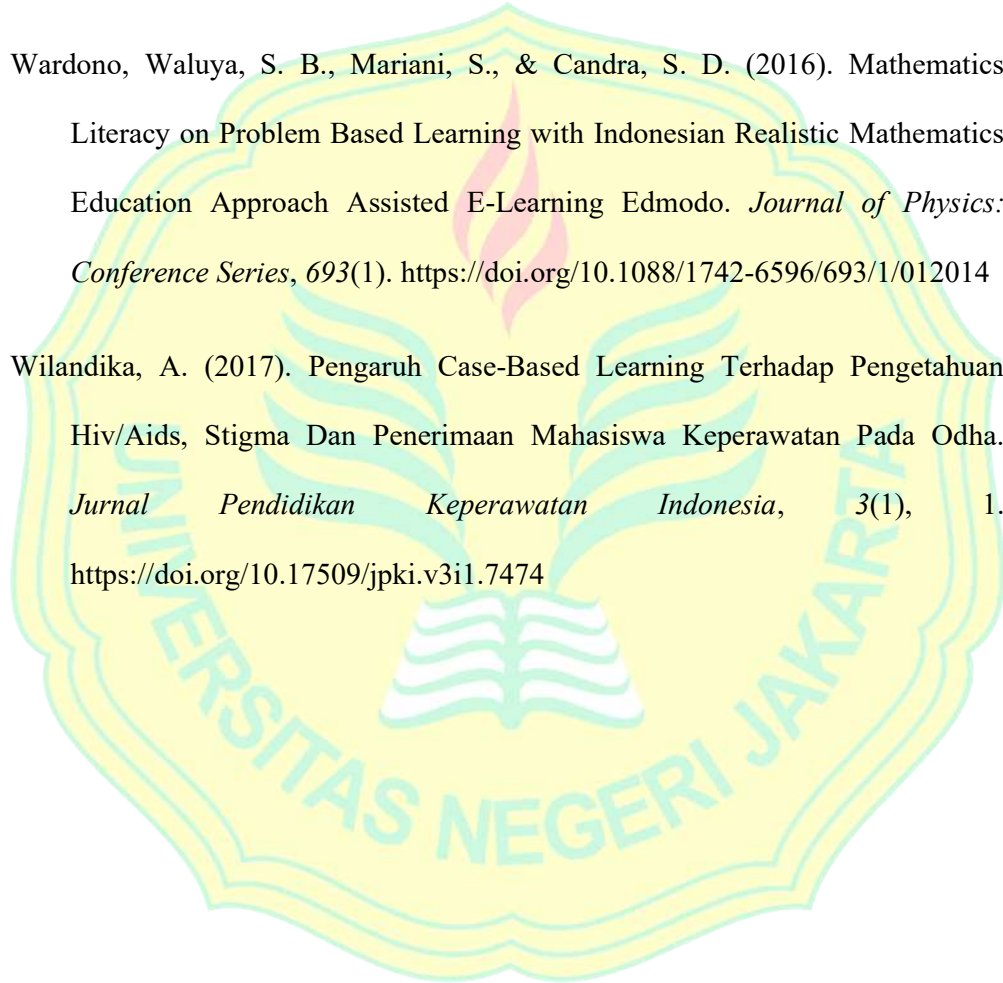 Wardono, Waluya, S. B., Mariani, S., & Candra, S. D. (2016). Mathematics
Literacy on Problem Based Learning with Indonesian Realistic Mathematics
Education Approach Assisted E-Learning Edmodo. Journal of Physics:
Conference Series, 693(1). https://doi.org/10.1088/1742-6596/693/1/012014
Wilandika, A. (2017). Pengaruh Case-Based Learning Terhadap Pengetahuan
Hiv/Aids, Stigma Dan Penerimaan Mahasiswa Keperawatan Pada Odha.
Jurnal Pendidikan Keperawatan Indonesia, 3(1), 1.
https://doi.org/10.17509/jpki.v3i1.7474
UNIVERSITAS NEGERI JAKARTA